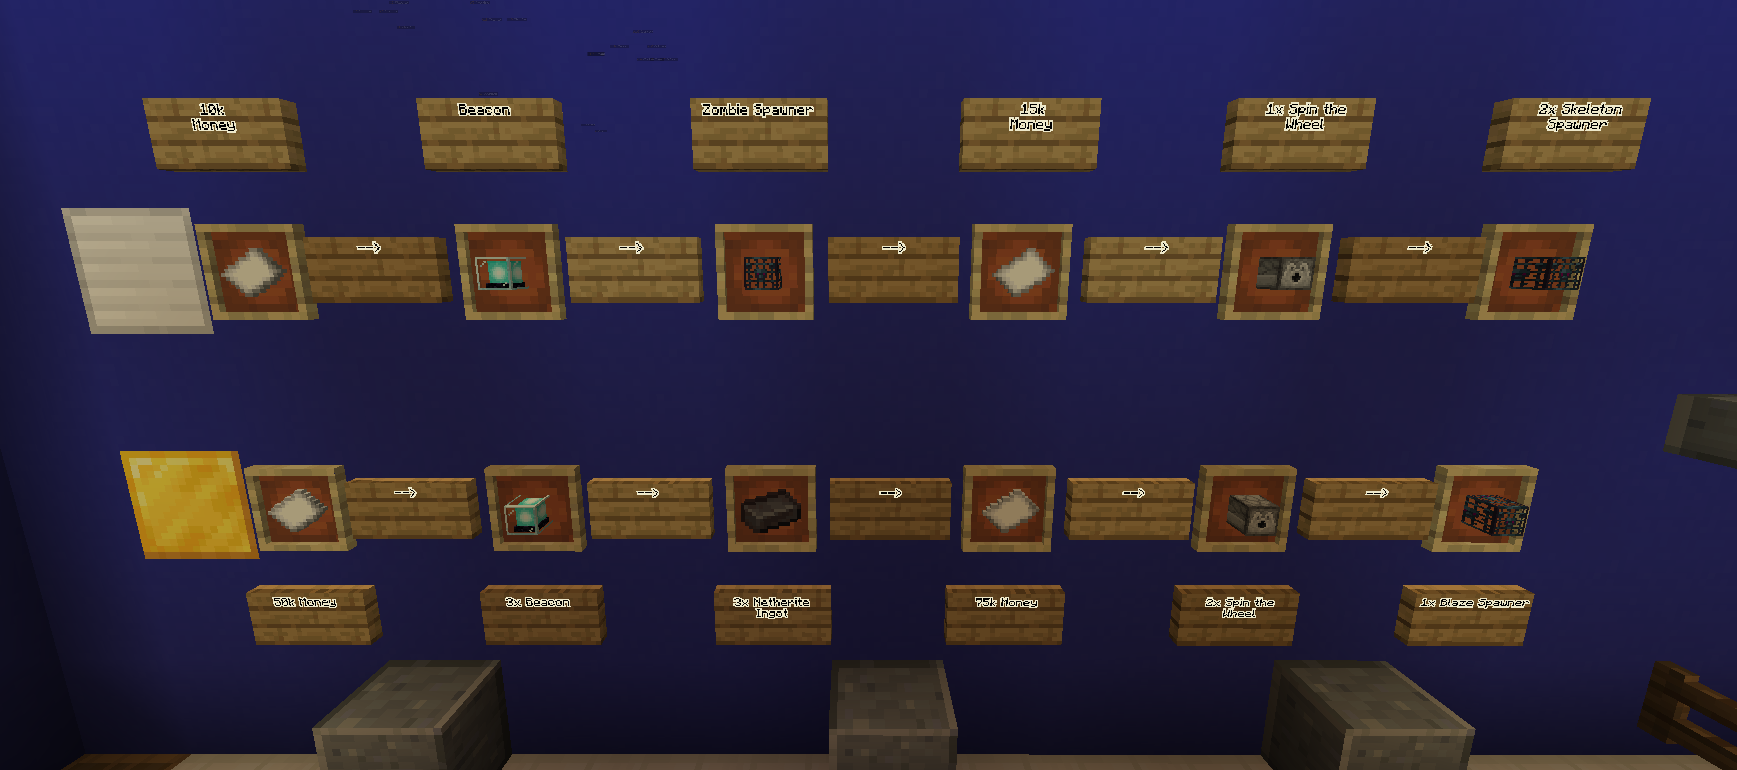 10k
Money
Beacon
Zombie Spawner
15k
Money
1x Spin the
Wheel
2x Skeleton
Spawner
-->
-->
-->
-->
-->
-->
-->
-->
-->
-->
50k Money
3x Beacon
3x Netherite
Ingot
75k Money
2x Spin the
Wheel
1x Blaze Spawner